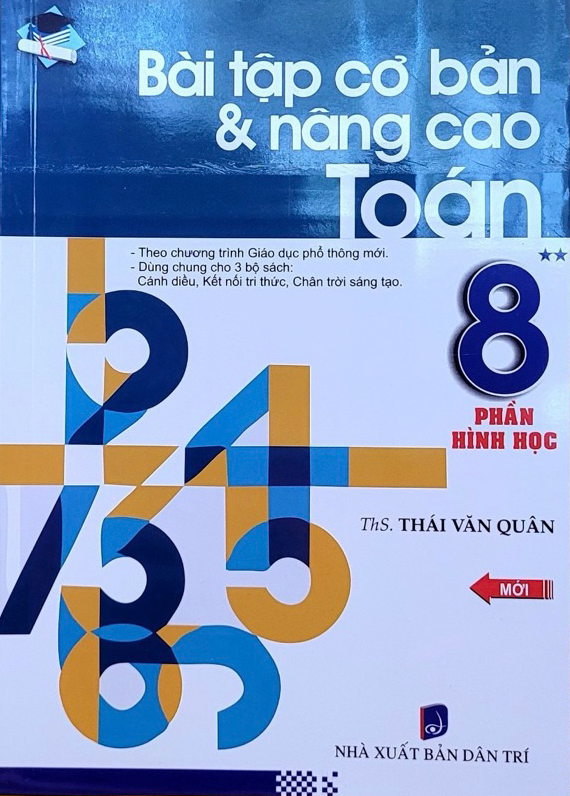 Bài tập cơ bản
& nâng cao
Toán
- Theo chương trình Giáo dục phổ thông mới.
- Dùng chung cho 3 bộ sách:
Cánh diều, Kết nối tri thức, Chân trời sáng tạo.
★★
8
PHẦN
HÌNH HỌC
ThS. THÁI VĂN QUÂN
MỚI
NHÀ XUẤT BẢN DÂN TRÍ